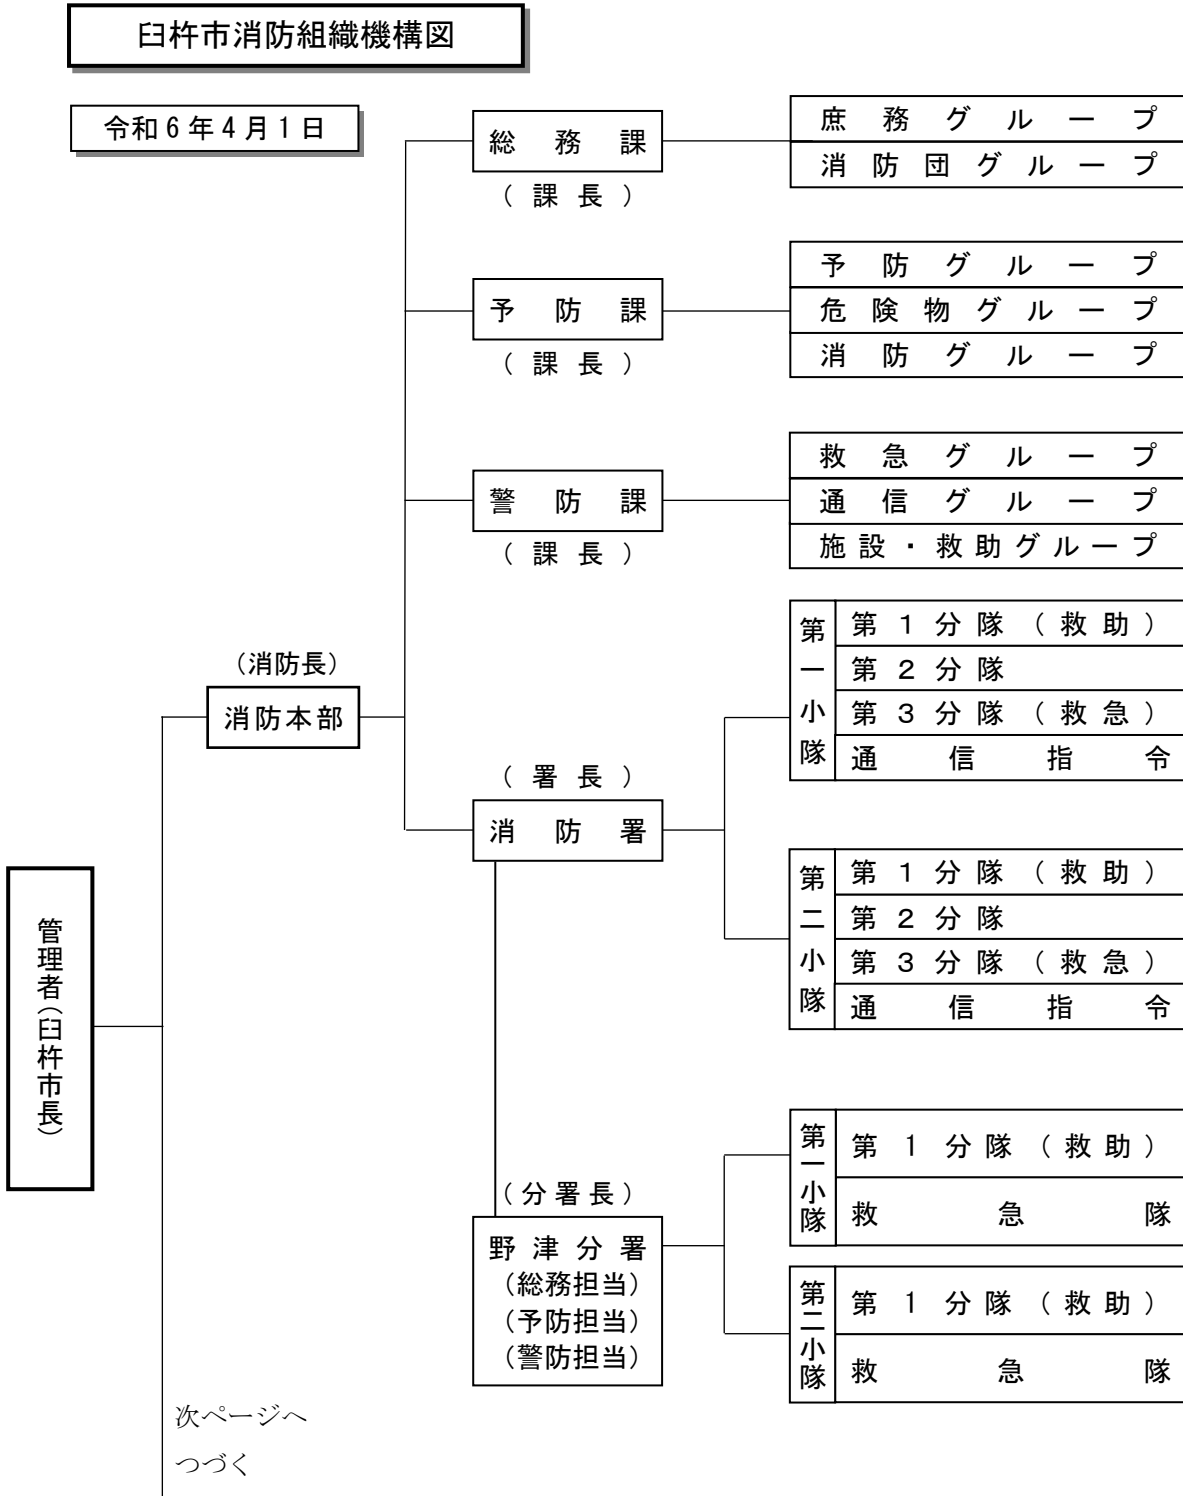 臼杵市消防組織機構図
令和6年4月1日
総務課
(課長)
庶務グループ
消防団グループ
予防課
(課長)
予防グループ
危険物グループ
消防グループ
警防課
(課長)
救急グループ
通信グループ
施設・救助グループ
(消防長)
消防本部
(署長)
消防署
第一小隊
第1分隊(救助)
第2分隊
第3分隊(救急)
通信指令
第二小隊
第1分隊(救助)
第2分隊
第3分隊(救急)
通信指令
管理者(臼杵市長)
(分署長)
野津分署
(総務担当)
(予防担当)
(警防担当)
第一小隊
第1分隊(救助)
救急隊
第二小隊
第1分隊(救助)
救急隊
次ページへ
つづく